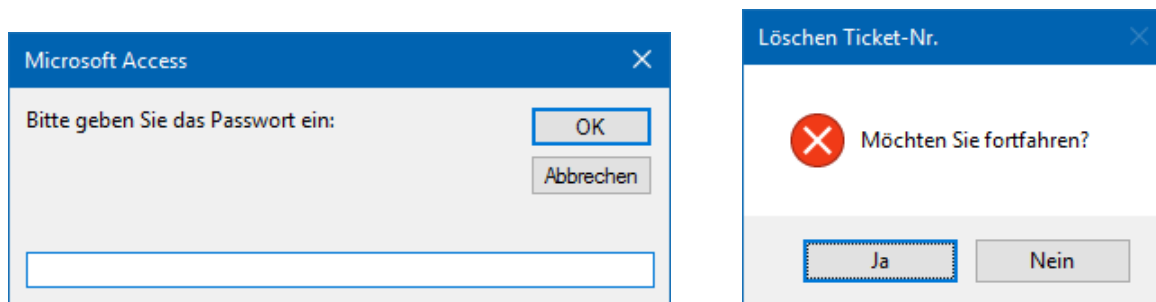 Microsoft Access
Bitte geben Sie das Passwort ein:
OK
Abbrechen
Löschen Ticket-Nr.
Möchten Sie fortfahren?
Ja
Nein